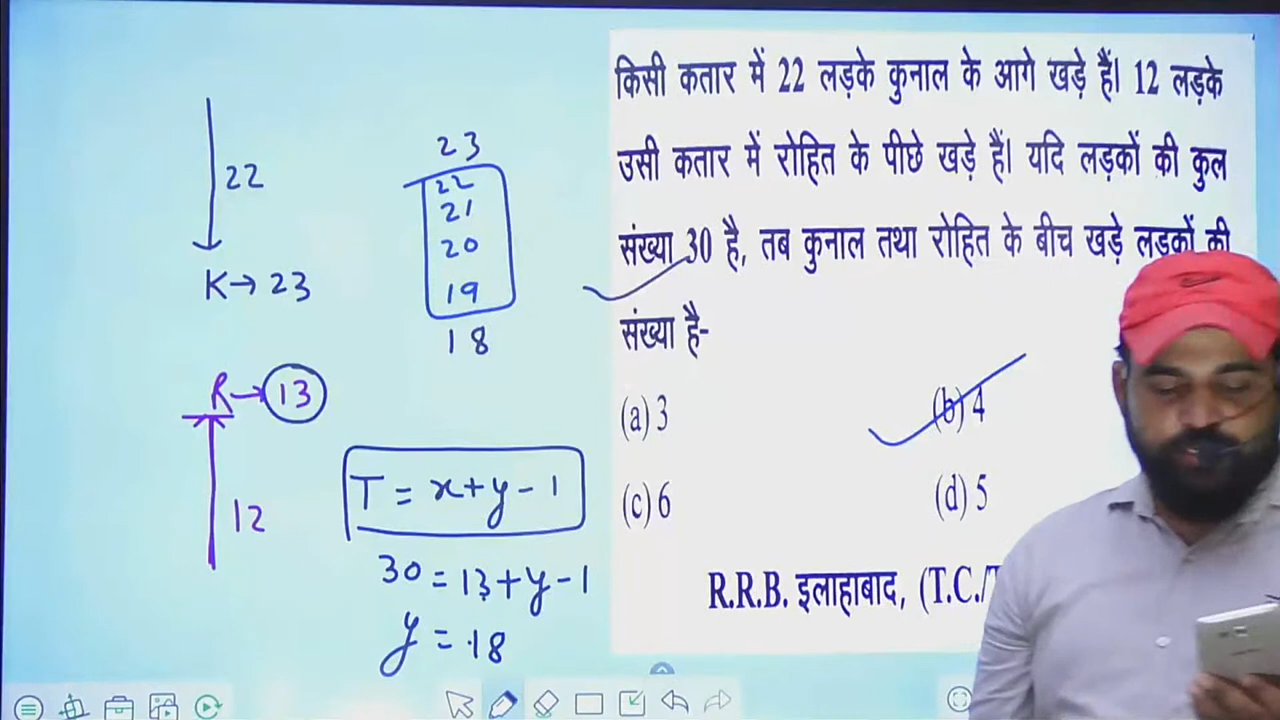 किसी कतार में 22 लड़के कुनाल के आगे खड़े हैं। 12 लड़के
उसी कतार में रोहित के पीछे खड़े हैं। यदि लड़कों की कुल
संख्या 30 है, तब कुनाल तथा रोहित के बीच खड़े लड़कों की
संख्या है-
(a) 3
(b) 4
(c) 6
(d) 5
R.R.B. इलाहाबाद, (T.C./
22
K→23
23
22
21
20
19
18
R→13
12
T = x+y-1
30 = 13+y-1
y = 18